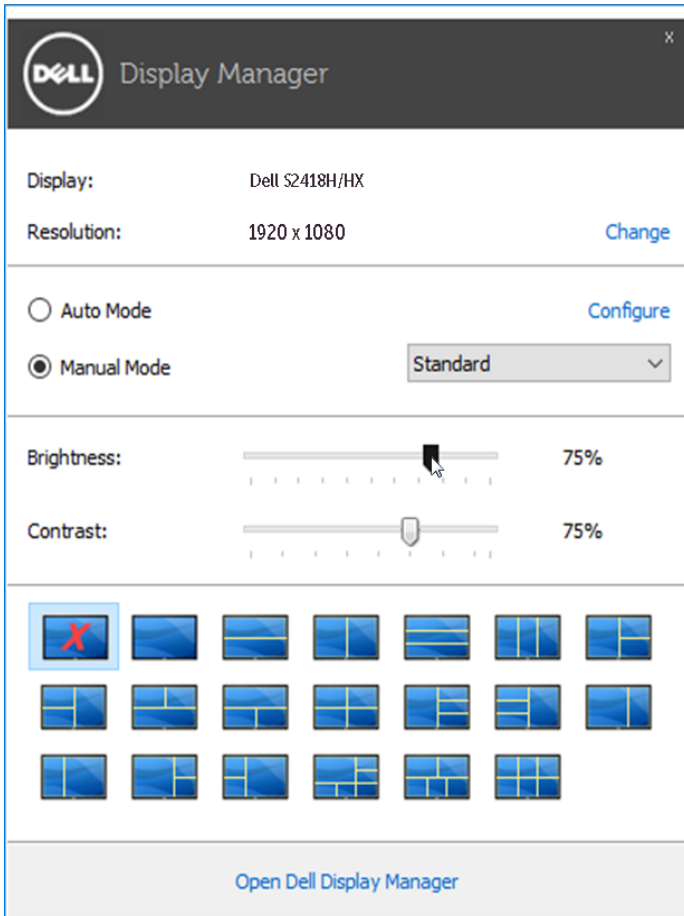 x
DELL Display Manager
Display: Dell S2418H/HX
Resolution: 1920 x 1080 Change
Auto Mode Configure
Manual Mode Standard
Brightness: 75%
Contrast: 75%
X
Open Dell Display Manager